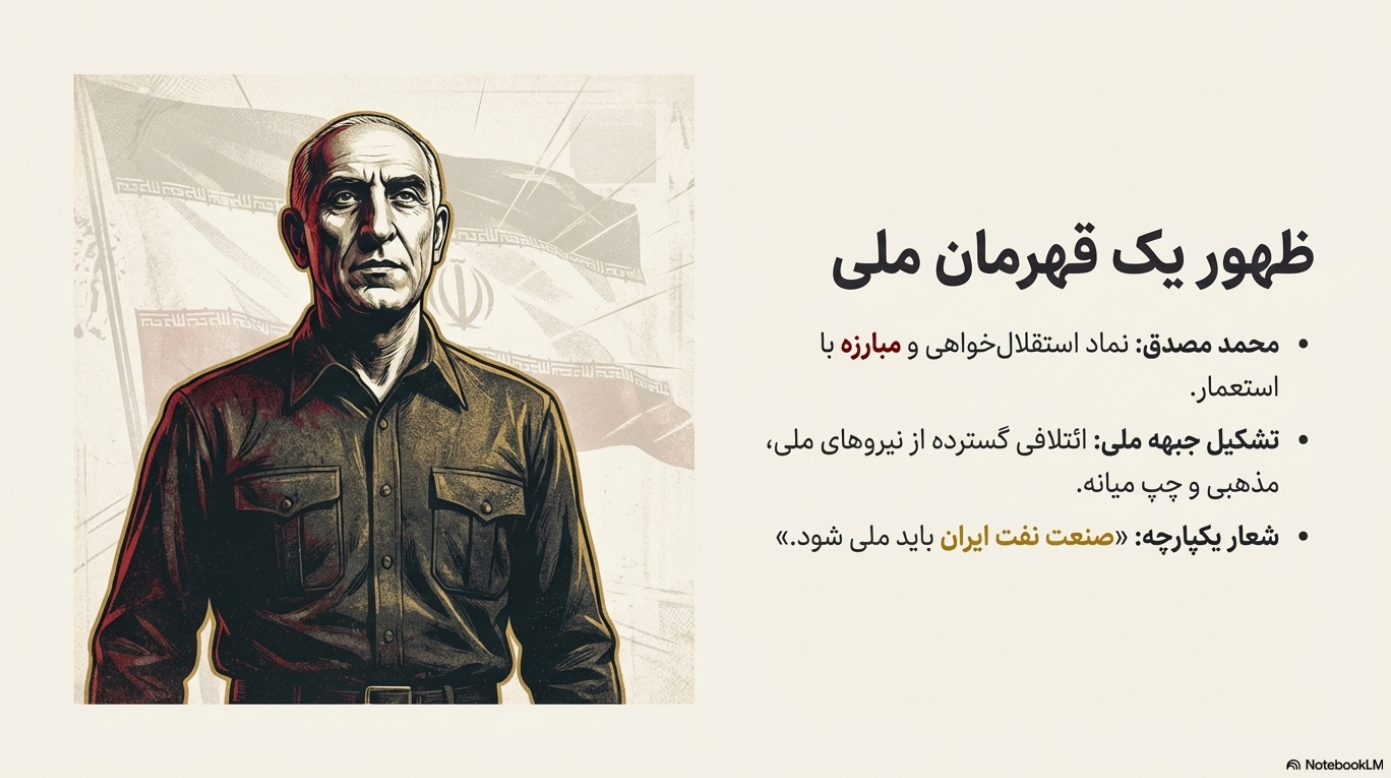 ظهور یک قهرمان ملی
• محمد مصدق: نماد استقلال‌خواهی و مبارزه با
استعمار.
• تشکیل جبهه ملی: ائتلافی گسترده از نیروهای ملی،
مذهبی و چپ میانه.
• شعار یکپارچه: «صنعت نفت ایران باید ملی شود.»
NotebookLM